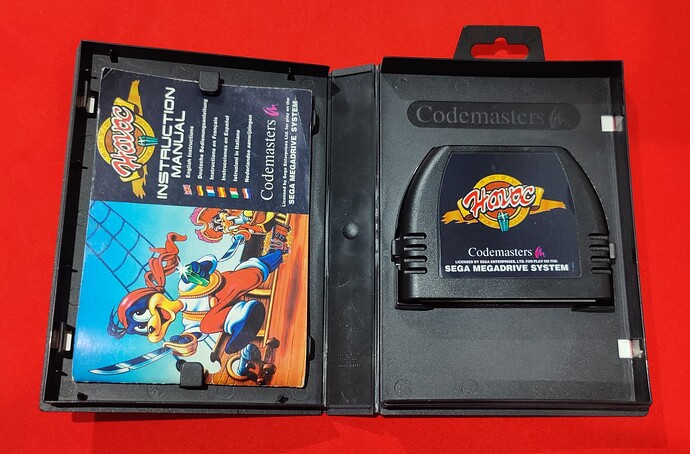 Havoc
INSTRUCTION
MANUAL
English Instructions
Deutsche Bedienungsanleitung
Instructions en Français
Instrucciones en Español
Istruzioni in Italiano
Nederlandse aanwijzingen
Codemasters
Licensed by Sega Enterprises Ltd. for play on the
SEGA MEGADRIVE SYSTEM
Codemasters
Havoc
Codemasters
LICENSED BY SEGA ENTERPRISES, LTD. FOR PLAY ON THE
SEGA MEGADRIVE SYSTEM